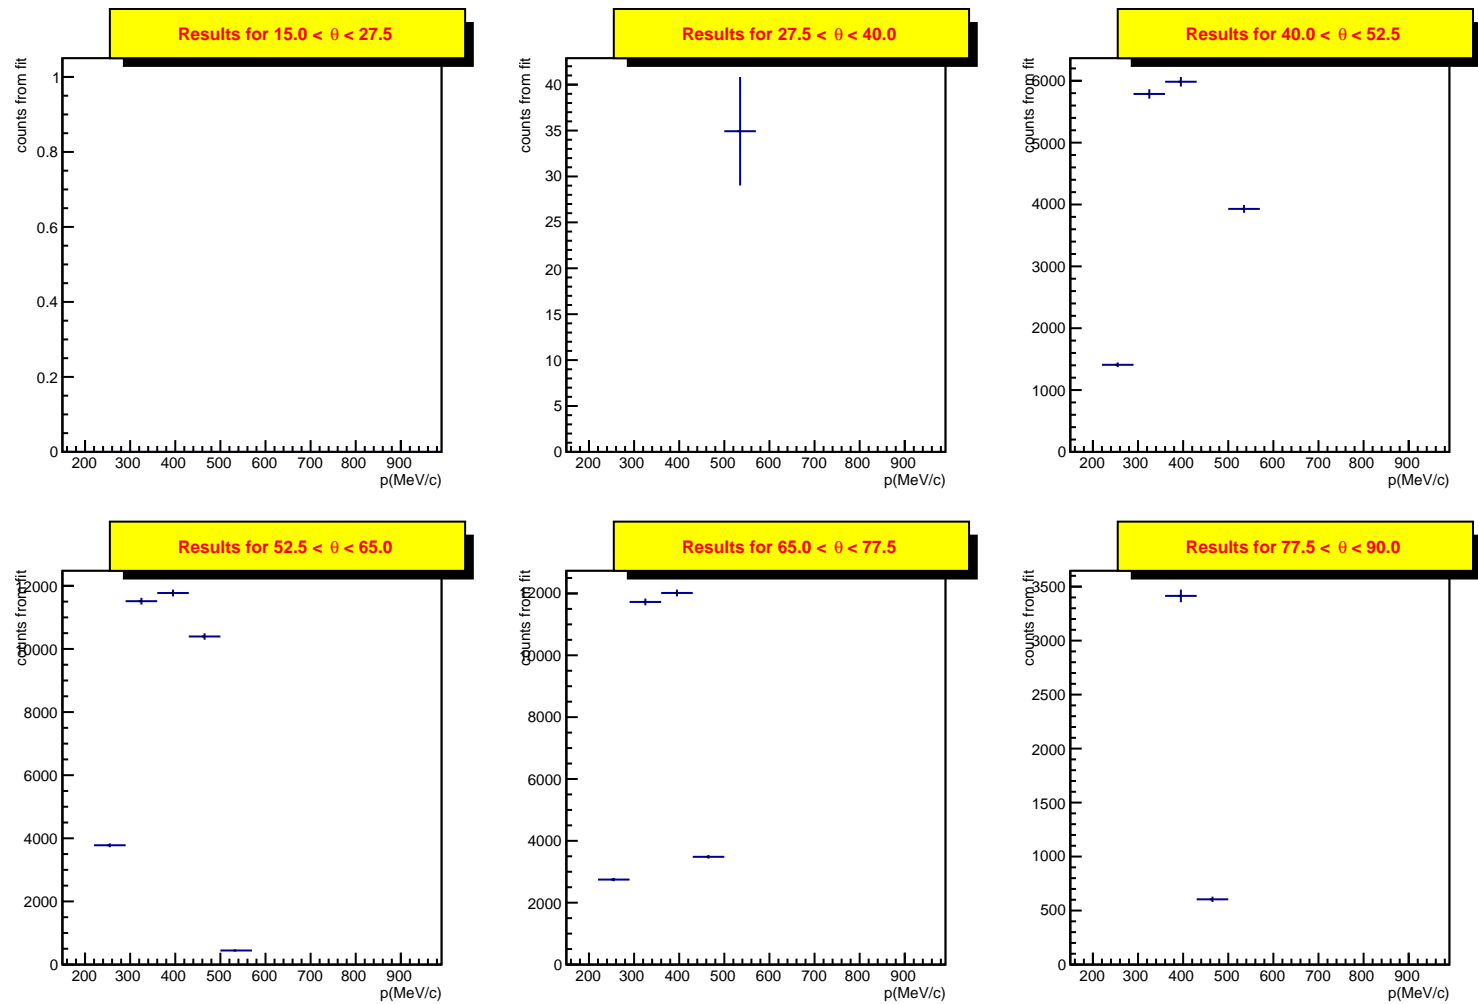 Results for 15.0 < θ < 27.5
counts from fit
1
0.8
0.6
0.4
0.2
0
200 300 400 500 600 700 800 900
p(MeV/c)
Results for 27.5 < θ < 40.0
counts from fit
40
35
30
25
20
15
10
5
0
200 300 400 500 600 700 800 900
p(MeV/c)
Results for 40.0 < θ < 52.5
counts from fit
6000
5000
4000
3000
2000
1000
0
200 300 400 500 600 700 800 900
p(MeV/c)
Results for 52.5 < θ < 65.0
counts from fit
12000
10000
8000
6000
4000
2000
0
200 300 400 500 600 700 800 900
p(MeV/c)
Results for 65.0 < θ < 77.5
counts from fit
12000
10000
8000
6000
4000
2000
0
200 300 400 500 600 700 800 900
p(MeV/c)
Results for 77.5 < θ < 90.0
counts from fit
3500
3000
2500
2000
1500
1000
500
0
200 300 400 500 600 700 800 900
p(MeV/c)